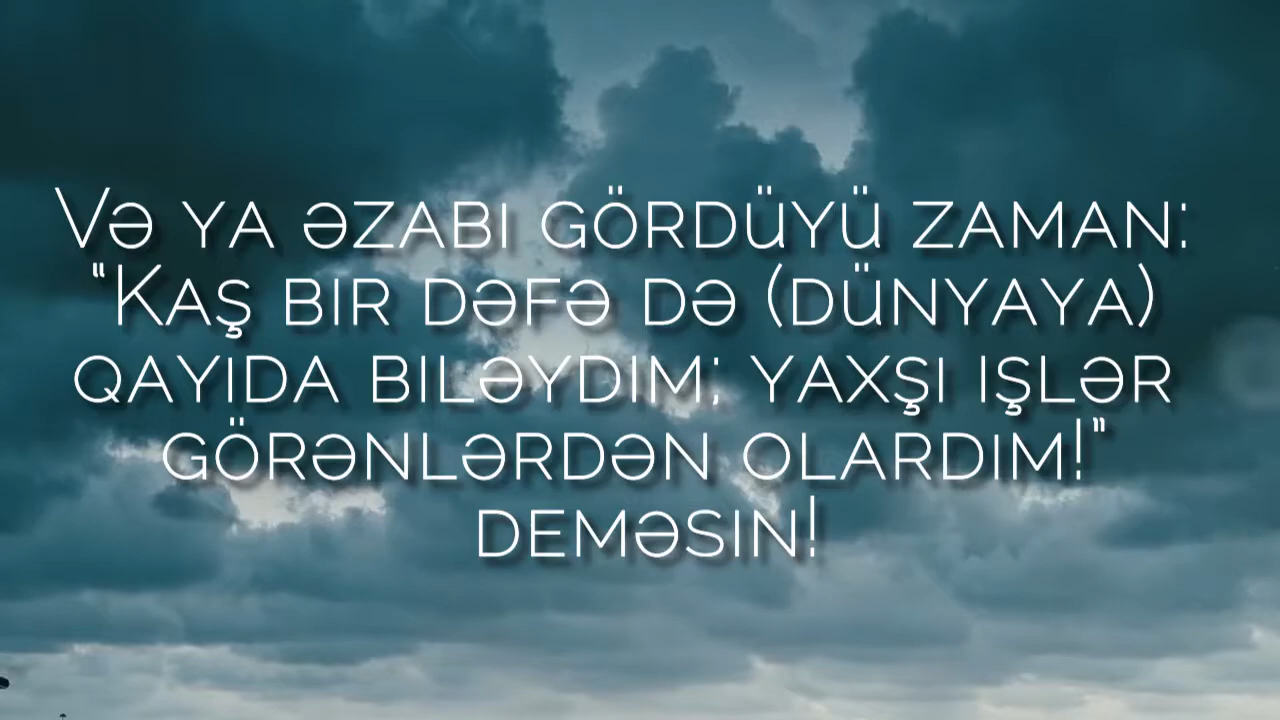 Və ya əzabı gördüyü zaman:
“Kaş bir dəfə də (dünyaya)
qayıda biləydim; yaxşı işlər
görənlərdən olardım!”
deməsin!